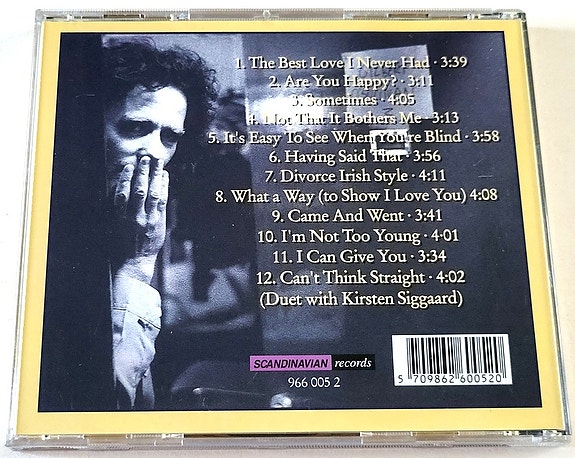 1. The Best Love I Never Had · 3:39
2. Are You Happy? · 3:11
3. Sometimes · 4:05
4. Not That It Bothers Me · 3:13
5. It's Easy To See When You're Blind · 3:58
6. Having Said That · 3:56
7. Divorce Irish Style · 4:11
8. What a Way (to Show I Love You) 4:08
9. Came And Went · 3:41
10. I'm Not Too Young · 4:01
11. I Can Give You · 3:34
12. Can't Think Straight · 4:02
(Duet with Kirsten Siggaard)
SCANDINAVIAN records
966 005 2
5 709862 600520